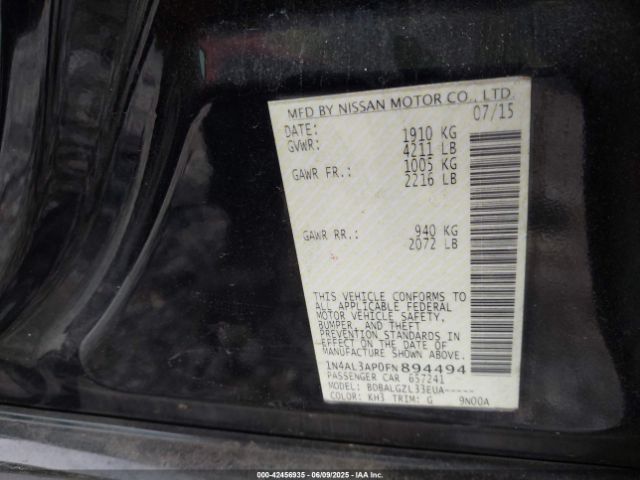 MFD BY NISSAN MOTOR CO., LTD.
DATE: 07/15
GVWR: 1910 KG
4211 LB
GAWR FR.: 1005 KG
2216 LB
GAWR RR.: 940 KG
2072 LB
THIS VEHICLE CONFORMS TO
ALL APPLICABLE FEDERAL
MOTOR VEHICLE SAFETY,
BUMPER, AND THEFT
PREVENTION STANDARDS IN
EFFECT ON THE DATE OF
MANUFACTURE SHOWN ABOVE.
1N4AL3AP0FN894494
PASSENGER CAR 657241
MODEL: BDBALGZL33EUA-----
COLOR: KH3 TRIM: G 9N00A
000-42456935 - 06/09/2025 - IAA Inc.